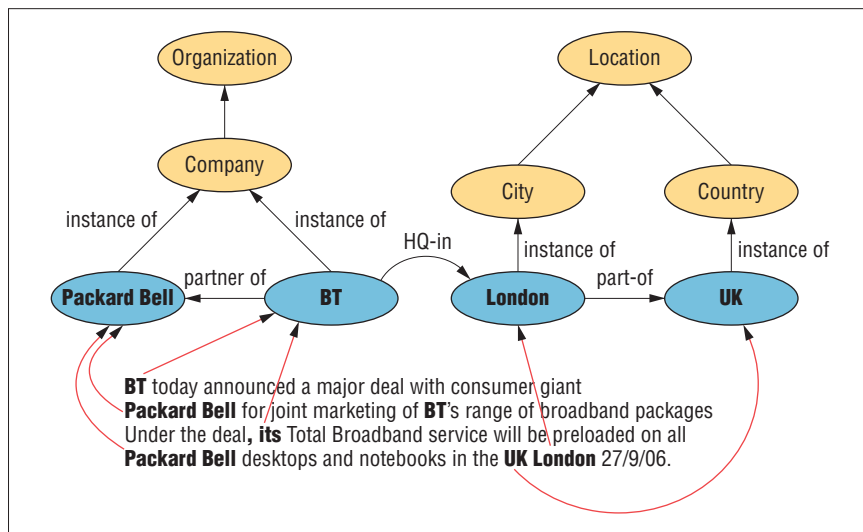 Organization
Location
Company
City
Country
instance of
instance of
HQ-in
instance of
instance of
Packard Bell
partner of
BT
London
part-of
UK
BT today announced a major deal with consumer giant
Packard Bell for joint marketing of BT's range of broadband packages
Under the deal, its Total Broadband service will be preloaded on all
Packard Bell desktops and notebooks in the UK London 27/9/06.